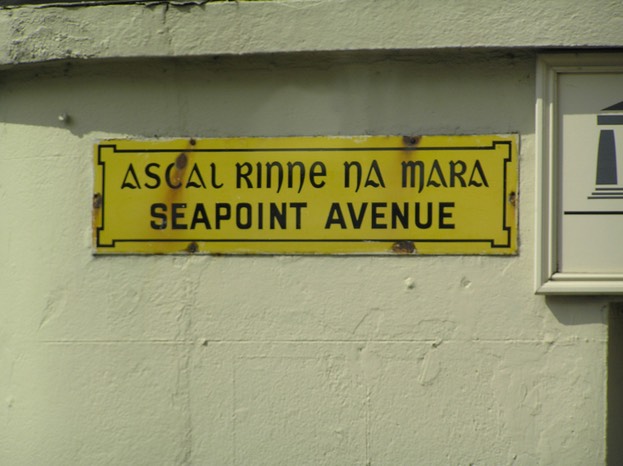 ASCAL RINNE NA MARA
SEAPOINT AVENUE